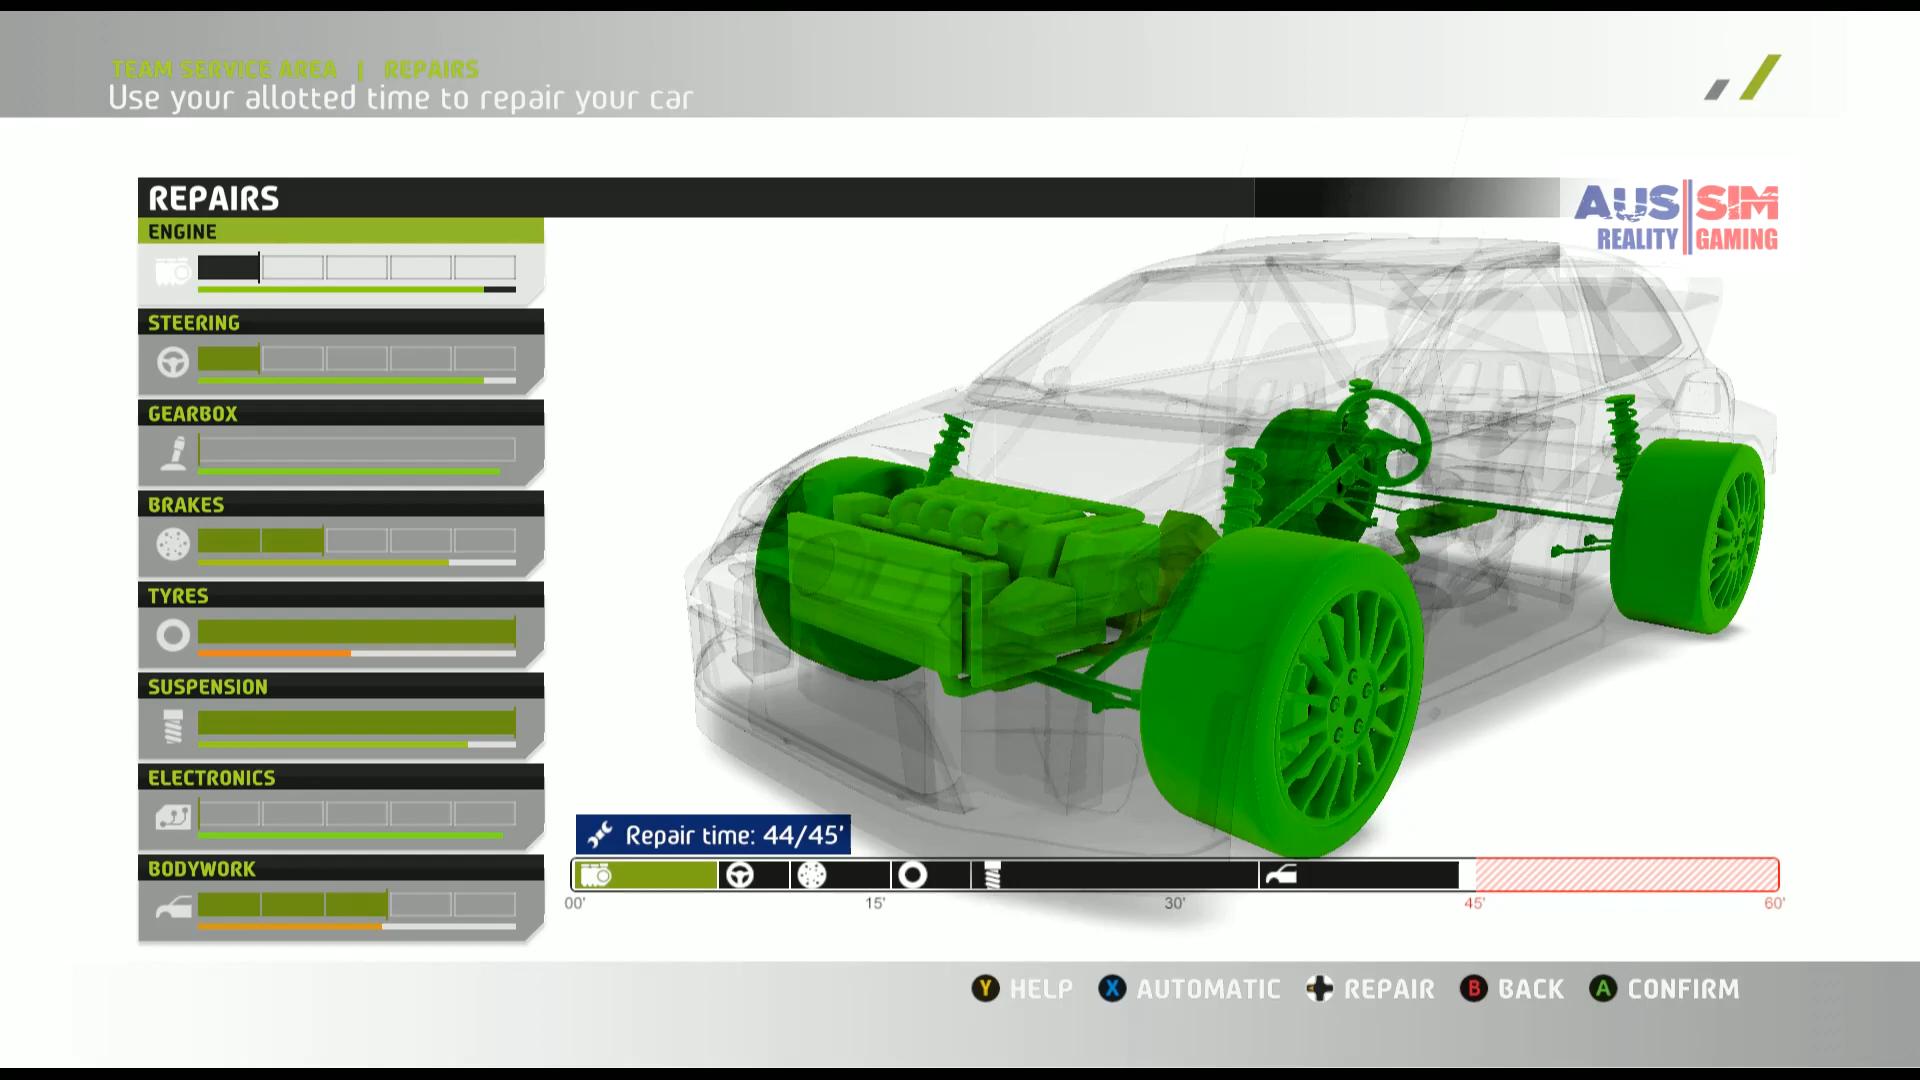 TEAM SERVICE AREA | REPAIRS
Use your allotted time to repair your car
REPAIRS
AUS SIM
REALITY GAMING
ENGINE
STEERING
GEARBOX
BRAKES
TYRES
SUSPENSION
ELECTRONICS
BODYWORK
Repair time: 44/45'
00' 15' 30' 45' 60'
Y HELP X AUTOMATIC REPAIR B BACK A CONFIRM